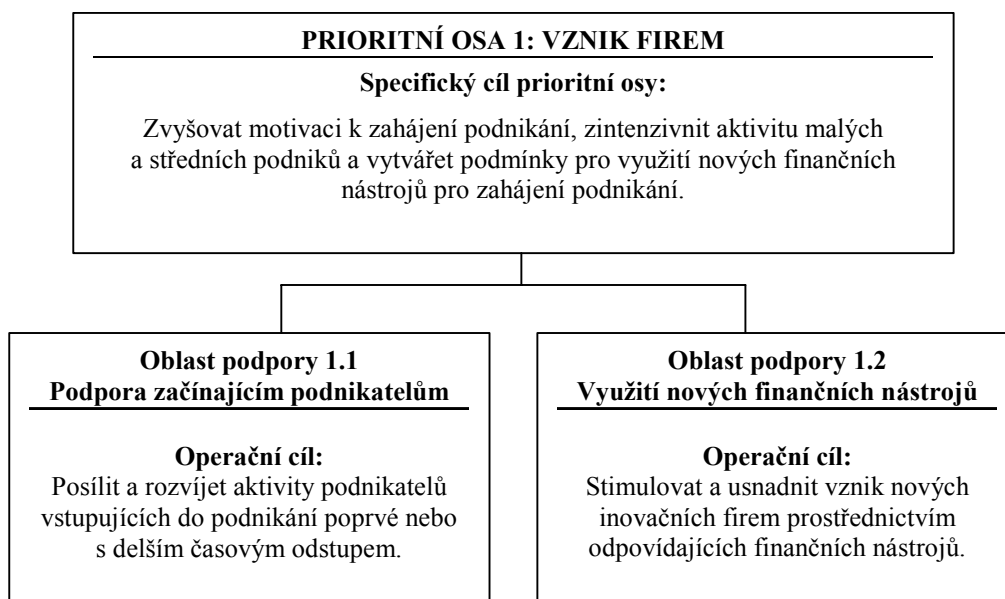 PRIORITNÍ OSA 1: VZNIK FIREM
Specifický cíl prioritní osy:
Zvyšovat motivaci k zahájení podnikání, zintenzivnit aktivitu malých
a středních podniků a vytvářet podmínky pro využití nových finančních
nástrojů pro zahájení podnikání.
Oblast podpory 1.1
Podpora začínajícím podnikatelům
Operační cíl:
Posílit a rozvíjet aktivity podnikatelů
vstupujících do podnikání poprvé nebo
s delším časovým odstupem.
Oblast podpory 1.2
Využití nových finančních nástrojů
Operační cíl:
Stimulovat a usnadnit vznik nových
inovačních firem prostřednictvím
odpovídajících finančních nástrojů.